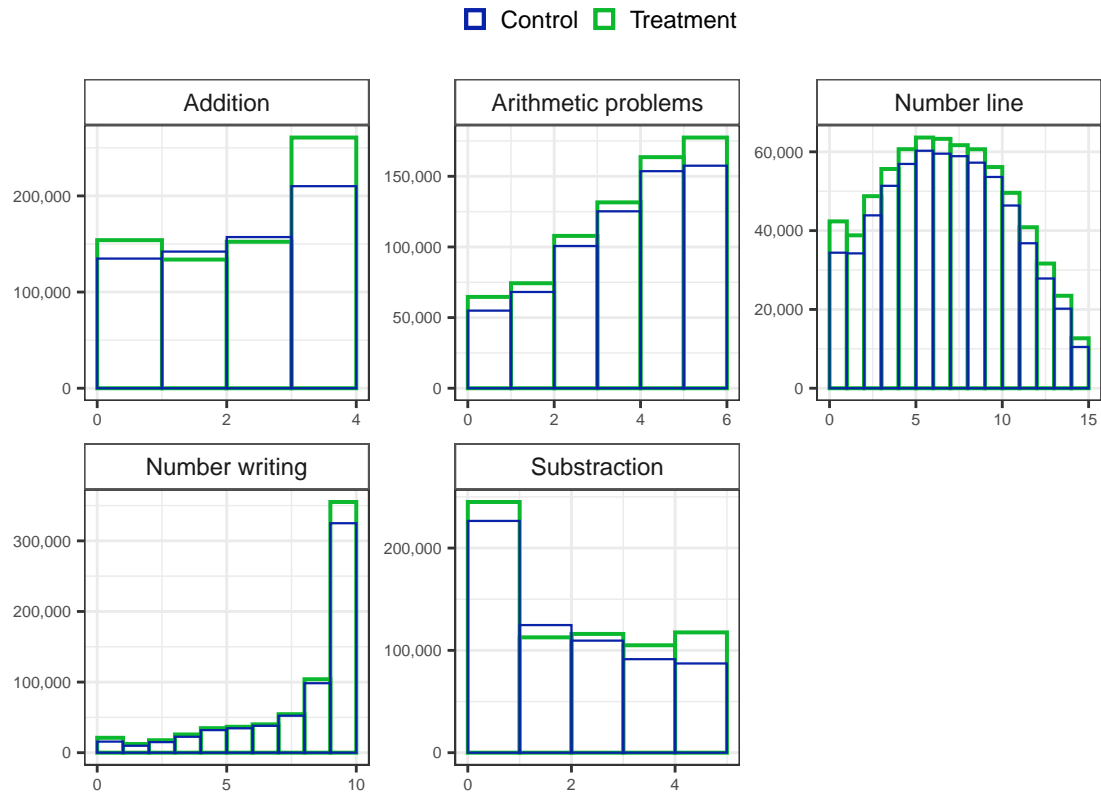 Control Treatment
Addition
200,000
100,000
0
0 2 4
Arithmetic problems
150,000
100,000
50,000
0
0 2 4 6
Number line
60,000
40,000
20,000
0
0 5 10 15
Number writing
300,000
200,000
100,000
0
0 5 10
Substraction
200,000
100,000
0
0 2 4